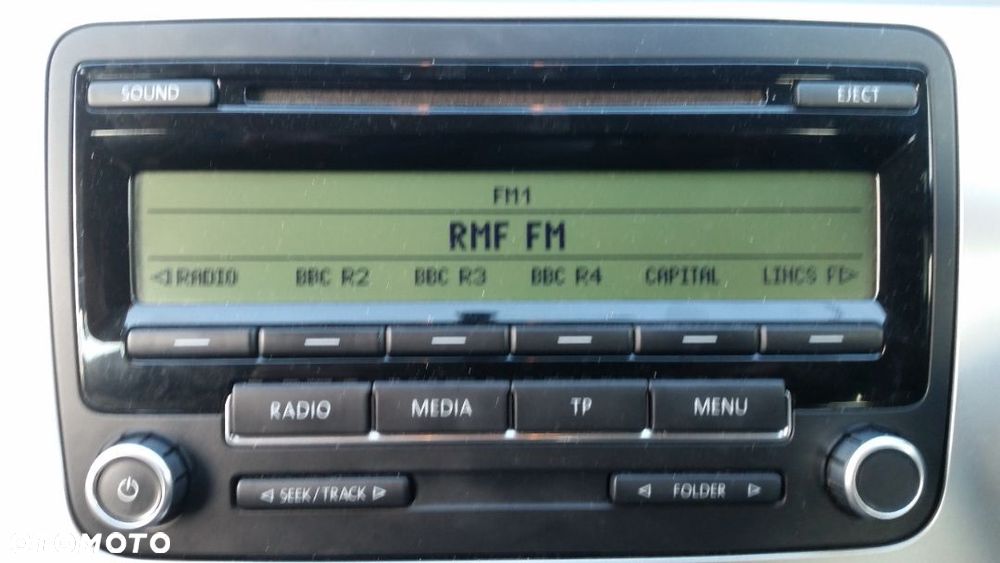 SOUND EJECT
FM1
RMF FM
◁ RADIO BBC R2 BBC R3 BBC R4 CAPITAL LINCS F▷
RADIO MEDIA TP MENU
◁ SEEK/TRACK ▷ ◁ FOLDER ▷
OTOMOTO